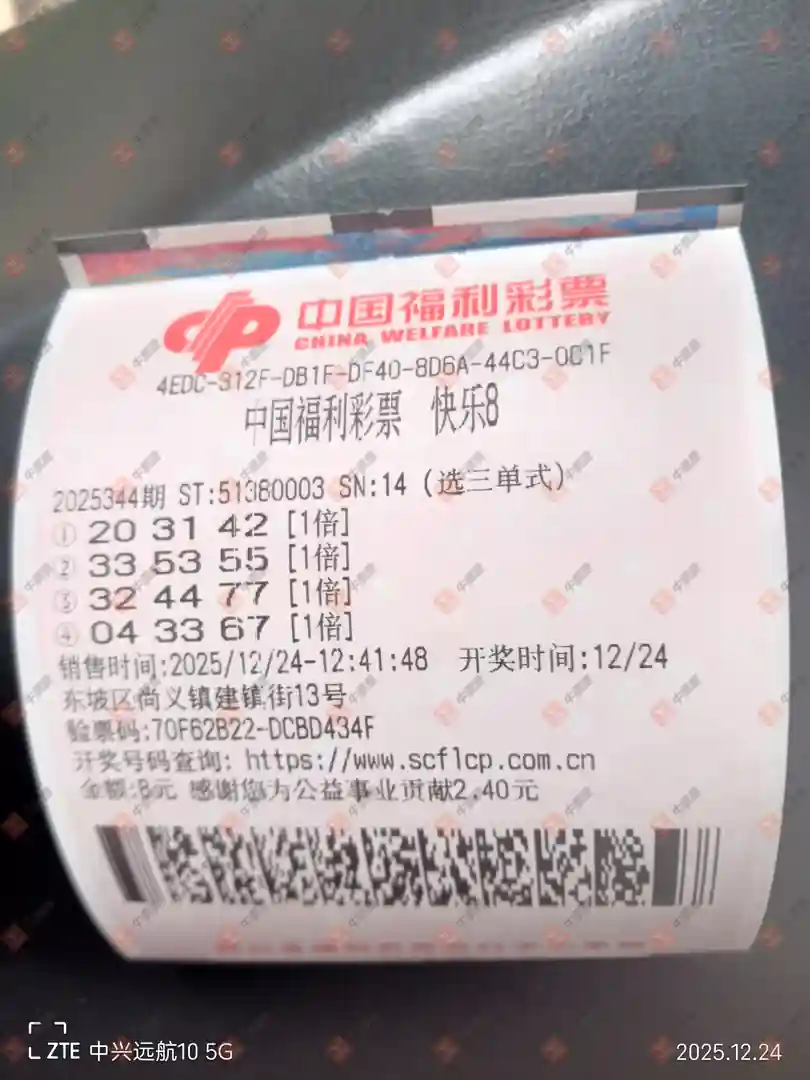 中国福利彩票
CHINA WELFARE LOTTERY
4EDC-312F-DB1F-DF40-8D6A-44C3-0C1F
中国福利彩票 快乐8
2025344期 ST:51380003 SN:14 (选三单式)
① 20 31 42 [1倍]
② 33 53 55 [1倍]
③ 32 44 77 [1倍]
④ 04 33 67 [1倍]
销售时间:2025/12/24-12:41:48 开奖时间:12/24
东坡区尚义镇建镇街13号
验票码:70F62B22-DCBD434F
开奖号码查询: https://www.scflcp.com.cn
金额:8元 感谢您为公益事业贡献2.40元
ZTE 中兴远航10 5G
2025.12.24